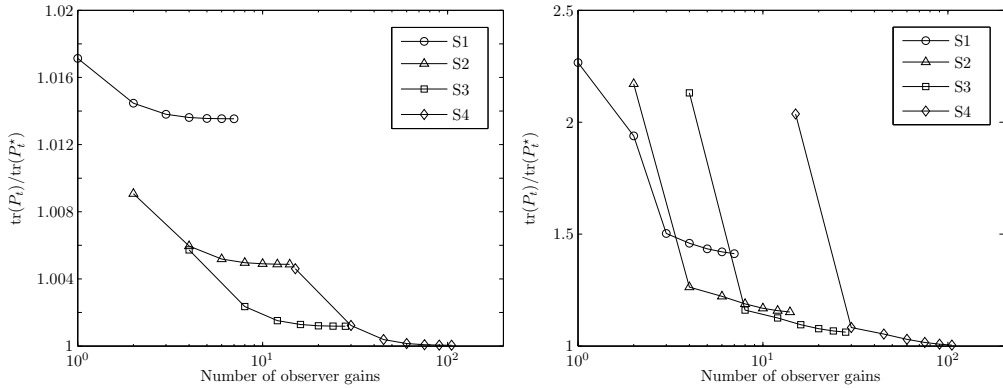 1.02
1.016
1.012
1.008
1.004
1
10^0
10^1
10^2
tr(P_t)/tr(P_t^⋆)
Number of observer gains
S1
S2
S3
S4
2.5
2
1.5
1
10^0
10^1
10^2
tr(P_t)/tr(P_t^⋆)
Number of observer gains
S1
S2
S3
S4